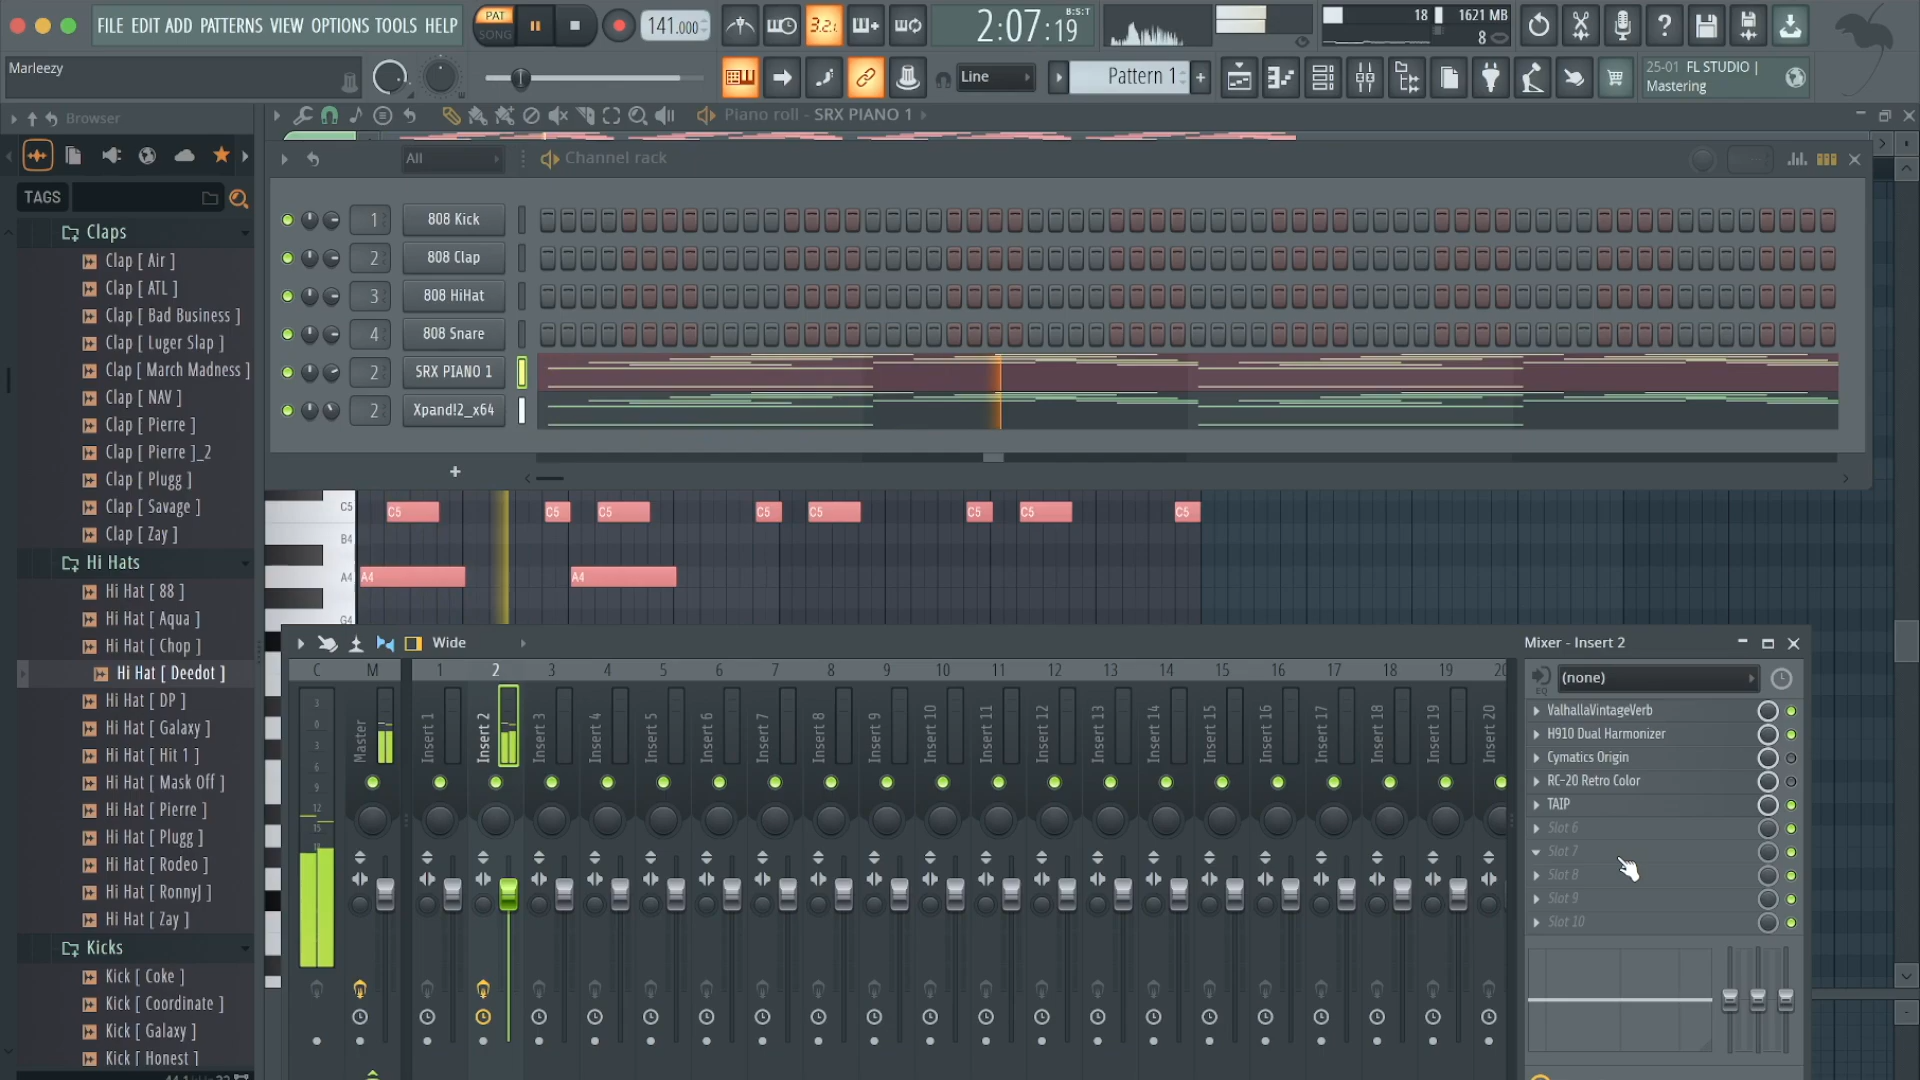 FILE EDIT ADD PATTERNS VIEW OPTIONS TOOLS HELP
PAT
SONG
141.000
3.2.
2:07:19
B:S:T
18
1621 MB
8
Marleezy
Line
Pattern 1
25-01 FL STUDIO |
Mastering
Browser
Piano roll - SRX PIANO 1
All
Channel rack
TAGS
Claps
Clap [ Air ]
Clap [ ATL ]
Clap [ Bad Business ]
Clap [ Luger Slap ]
Clap [ March Madness ]
Clap [ NAV ]
Clap [ Pierre ]
Clap [ Pierre ]_2
Clap [ Plugg ]
Clap [ Savage ]
Clap [ Zay ]
Hi Hats
Hi Hat [ 88 ]
Hi Hat [ Aqua ]
Hi Hat [ Chop ]
Hi Hat [ Deedot ]
Hi Hat [ DP ]
Hi Hat [ Galaxy ]
Hi Hat [ Hit 1 ]
Hi Hat [ Mask Off ]
Hi Hat [ Pierre ]
Hi Hat [ Plugg ]
Hi Hat [ Rodeo ]
Hi Hat [ RonnyJ ]
Hi Hat [ Zay ]
Kicks
Kick [ Coke ]
Kick [ Coordinate ]
Kick [ Galaxy ]
Kick [ Honest ]
1 808 Kick
2 808 Clap
3 808 HiHat
4 808 Snare
2 SRX PIANO 1
2 Xpand!2_x64
C5 C5 C5 C5 C5 C5 C5 C5 C5
B4
A4 A4 A4
G4
Wide
C M 1 2 3 4 5 6 7 8 9 10 11 12 13 14 15 16 17 18 19 20
Master Insert 1 Insert 2 Insert 3 Insert 4 Insert 5 Insert 6 Insert 7 Insert 8 Insert 9 Insert 10 Insert 11 Insert 12 Insert 13 Insert 14 Insert 15 Insert 16 Insert 17 Insert 18 Insert 19 Insert 20
3
0
3
6
9
12
15
Mixer - Insert 2
EQ
(none)
ValhallaVintageVerb
H910 Dual Harmonizer
Cymatics Origin
RC-20 Retro Color
TAIP
Slot 6
Slot 7
Slot 8
Slot 9
Slot 10